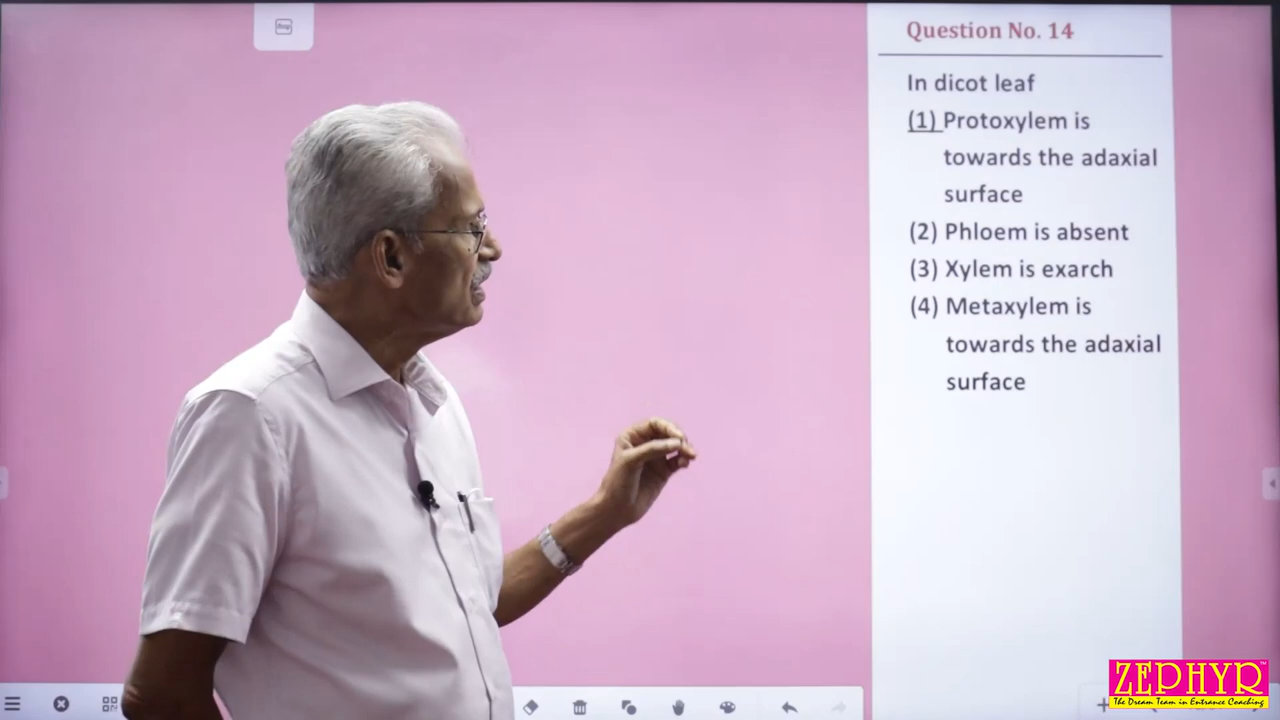 Question No. 14
In dicot leaf
(1) Protoxylem is
towards the adaxial
surface
(2) Phloem is absent
(3) Xylem is exarch
(4) Metaxylem is
towards the adaxial
surface
ZEPHYR™
The Dream Team in Entrance Coaching